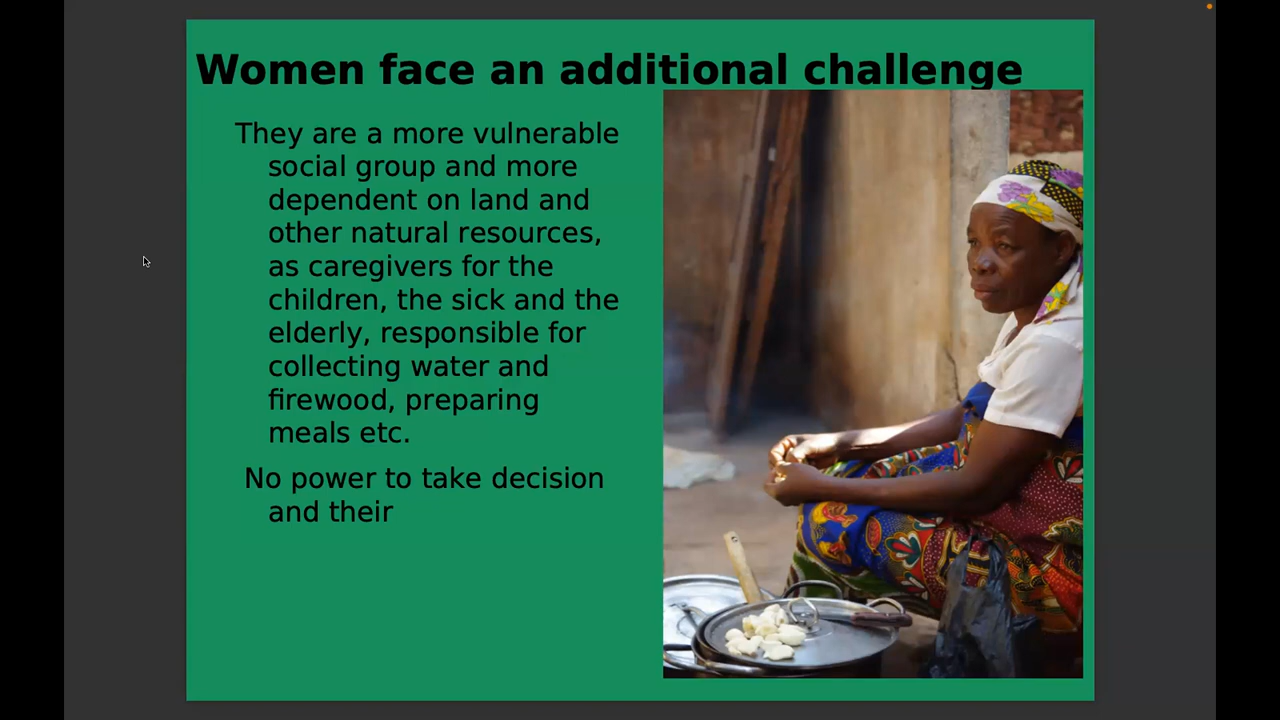 Women face an additional challenge
They are a more vulnerable
social group and more
dependent on land and
other natural resources,
as caregivers for the
children, the sick and the
elderly, responsible for
collecting water and
firewood, preparing
meals etc.
No power to take decision
and their